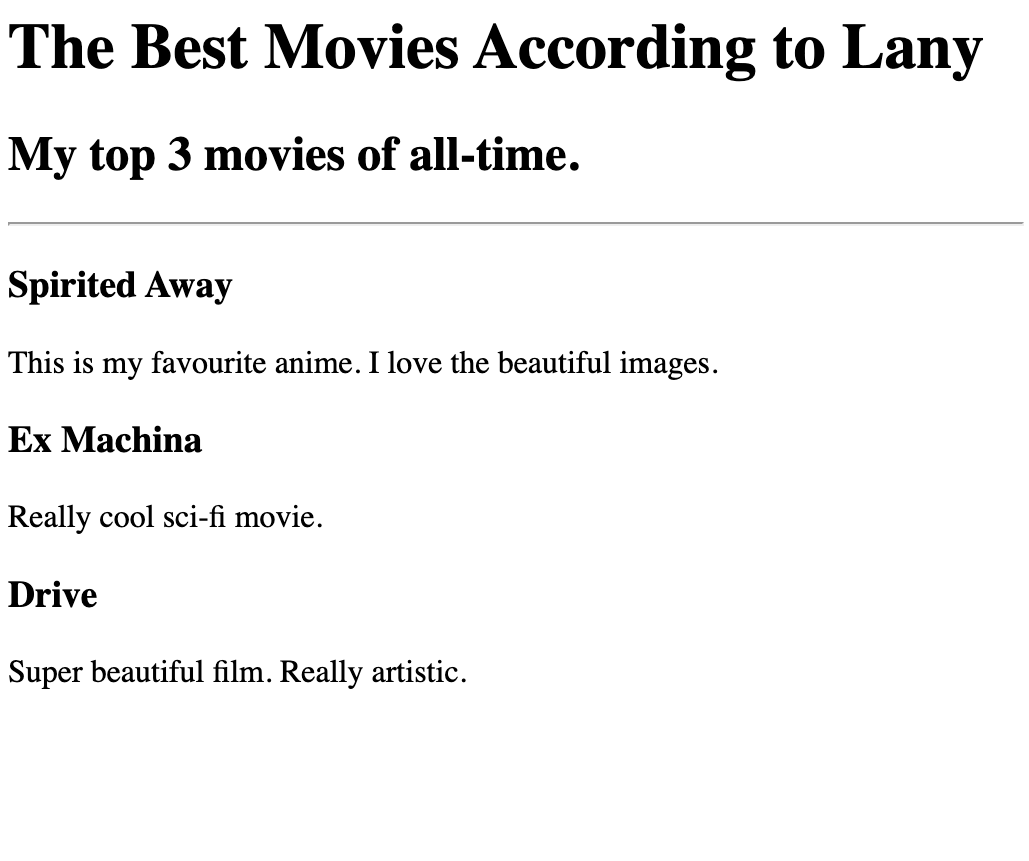 The Best Movies According to Lany
My top 3 movies of all-time.
Spirited Away
This is my favourite anime. I love the beautiful images.
Ex Machina
Really cool sci-fi movie.
Drive
Super beautiful film. Really artistic.